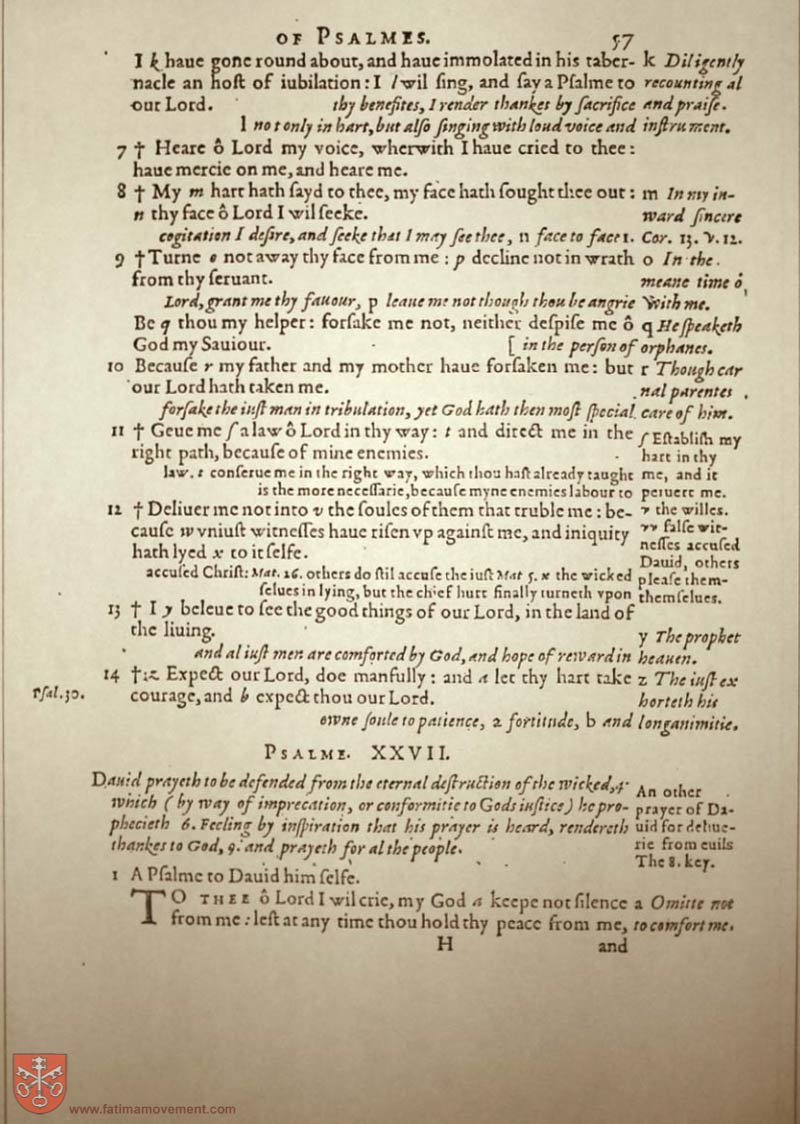 OF PSALMES. 57
I k haue gone round about, and haue immolated in his taber- k Diligently
nacle an hoſt of iubilation: I l wil ſing, and ſay a Pſalme to recounting al
our Lord. thy benefites, I render thankes by ſacrifice and praiſe.
l not only in hart, but alſo ſinging with loud voice and inſtrument.
7 † Heare ô Lord my voice, wherwith I haue cried to thee:
haue mercie on me, and heare me.
8 † My m hart hath ſayd to thee, my face hath ſought thee out: m In my in-
n thy face ô Lord I wil ſeeke. ward ſincere
cogitation I deſire, and ſeeke that I may ſee thee, n face to face 1. Cor. 13. v. 12.
9 † Turne o not away thy face from me: p decline not in wrath o In the
from thy ſeruant. meane time ô
Lord, grant me thy fauour, p leaue me not though thou be angrie with me.
Be q thou my helper: forſake me not, neither deſpiſe me ô q He ſpeaketh
God my Sauiour. [ in the perſon of orphanes.
10 Becauſe r my father and my mother haue forſaken me: but r Though car
our Lord hath taken me. nal parentes
forſake the iuſt man in tribulation, yet God hath then moſt ſpecial care of him.
11 † Geue me ſ a law ô Lord in thy way: t and direct me in the ſ Eſtabliſh my
right path, becauſe of mine enemies. hart in thy
law. t conſerue me in the right way, which thou haſt already taught me, and it
is the more neceſſarie, becauſe myne enemies labour to peruert me.
12 † Deliuer me not into v the ſoules of them that truble me: be- v the willes.
cauſe w vniuſt witneſſes haue riſen vp againſt me, and iniquity vv falſe wit-
hath lyed x to it ſelfe. neſſes accuſed
Dauid, others
accuſed Chriſt: Mat. 26. others do ſtil accuſe the iuſt Mat 5. x the wicked pleaſe them-
ſelues in lying, but the chief hurt finally turneth vpon themſelues.
13 † I y beleue to ſee the good things of our Lord, in the land of
the liuing. y The prophet
and al iuſt men are comforted by God, and hope of reward in heauen.
14 † z Expect our Lord, doe manfully: and a let thy hart take z The iuſt ex
Pſal. 30. courage, and b expect thou our Lord. horteth his
owne ſoule to patience, a fortitude, b and longanimitie.
PSALME. XXVII.
Dauid prayeth to be defended from the eternal deſtruction of the wicked, 4.
which (by way of imprecation, or conformitie to Gods iuſtice) he pro- An other
phecieth 6. Feeling by inſpiration that his prayer is heard, rendereth prayer of Da-
thankes to God, 9. and prayeth for al the people. uid for deliue-
rie from euils
The 8. key.
1 A Pſalme to Dauid him ſelfe.
TO THEE ô Lord I wil crie, my God a keepe not ſilence a Omitte not
from me: leſt at any time thou hold thy peace from me, to comfort me.
H and
www.fatimamovement.com